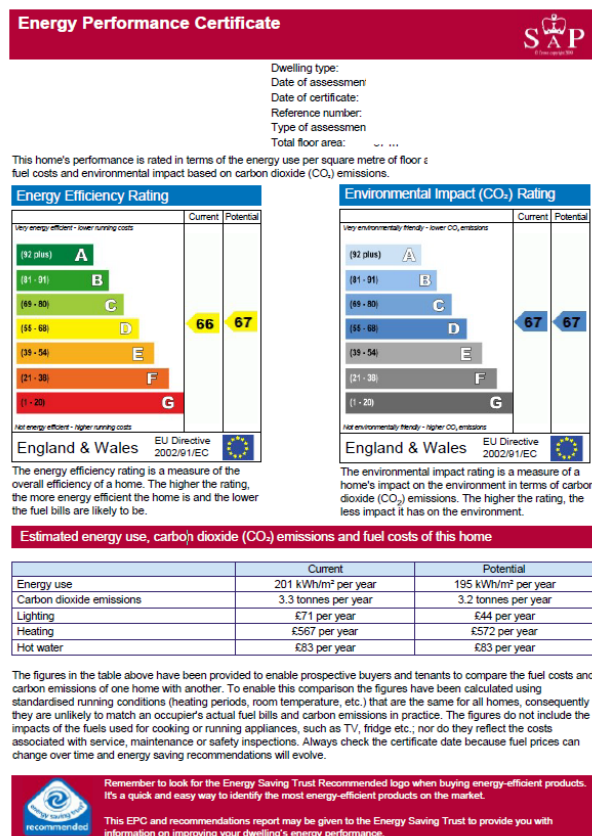 Energy Performance Certificate
SAP
Dwelling type:
Date of assessmen
Date of certificate:
Reference number:
Type of assessmen
Total floor area:
This home's performance is rated in terms of the energy use per square metre of floor a
fuel costs and environmental impact based on carbon dioxide (CO₂) emissions.
Energy Efficiency Rating
Current Potential
Very energy efficient - lower running costs
(92 plus) A
(81 - 91) B
(69 - 80) C
(55 - 68) D
(39 - 54) E
(21 - 38) F
(1 - 20) G
66 67
Not energy efficient - higher running costs
England & Wales
EU Directive
2002/91/EC
The energy efficiency rating is a measure of the
overall efficiency of a home. The higher the rating,
the more energy efficient the home is and the lower
the fuel bills are likely to be.
Environmental Impact (CO₂) Rating
Current Potential
Very environmentally friendly - lower CO₂ emissions
(92 plus) A
(81 - 91) B
(69 - 80) C
(55 - 68) D
(39 - 54) E
(21 - 38) F
(1 - 20) G
67 67
Not environmentally friendly - higher CO₂ emissions
England & Wales
EU Directive
2002/91/EC
The environmental impact rating is a measure of a
home's impact on the environment in terms of carbon
dioxide (CO₂) emissions. The higher the rating, the
less impact it has on the environment.
Estimated energy use, carbon dioxide (CO₂) emissions and fuel costs of this home
Current Potential
Energy use 201 kWh/m² per year 195 kWh/m² per year
Carbon dioxide emissions 3.3 tonnes per year 3.2 tonnes per year
Lighting £71 per year £44 per year
Heating £567 per year £572 per year
Hot water £83 per year £83 per year
The figures in the table above have been provided to enable prospective buyers and tenants to compare the fuel costs and
carbon emissions of one home with another. To enable this comparison the figures have been calculated using
standardised running conditions (heating periods, room temperature, etc.) that are the same for all homes, consequently
they are unlikely to match an occupier's actual fuel bills and carbon emissions in practice. The figures do not include the
impacts of the fuels used for cooking or running appliances, such as TV, fridge etc.; nor do they reflect the costs
associated with service, maintenance or safety inspections. Always check the certificate date because fuel prices can
change over time and energy saving recommendations will evolve.
energy saving trust
recommended
Remember to look for the Energy Saving Trust Recommended logo when buying energy-efficient products.
It's a quick and easy way to identify the most energy-efficient products on the market.
This EPC and recommendations report may be given to the Energy Saving Trust to provide you with
information on improving your dwelling's energy performance.